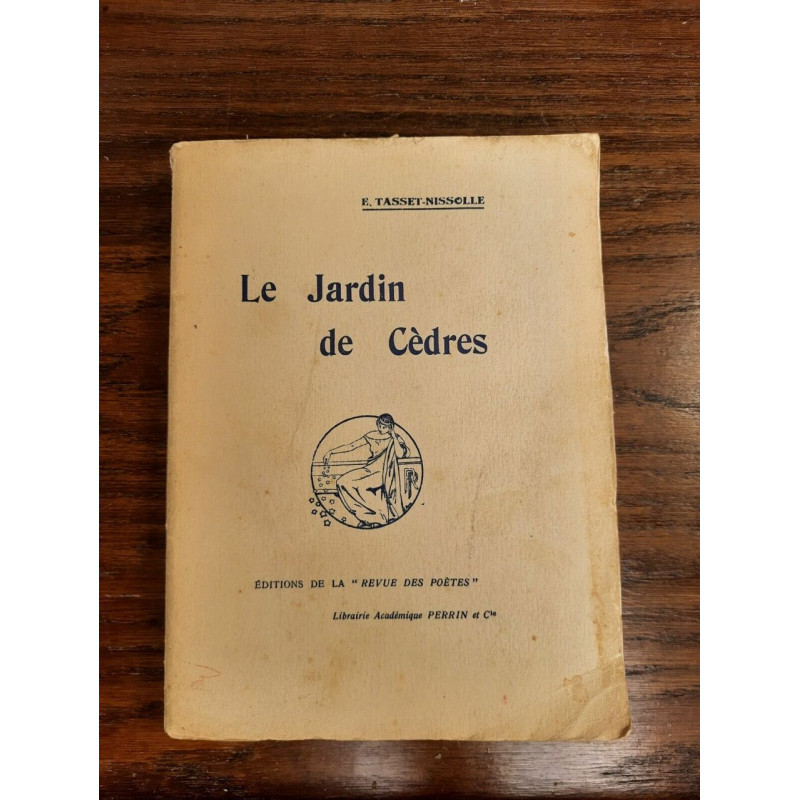 E. TASSET-NISSOLLE
Le Jardin
de Cèdres
ÉDITIONS DE LA "REVUE DES POÈTES"
Librairie Académique PERRIN et Cie